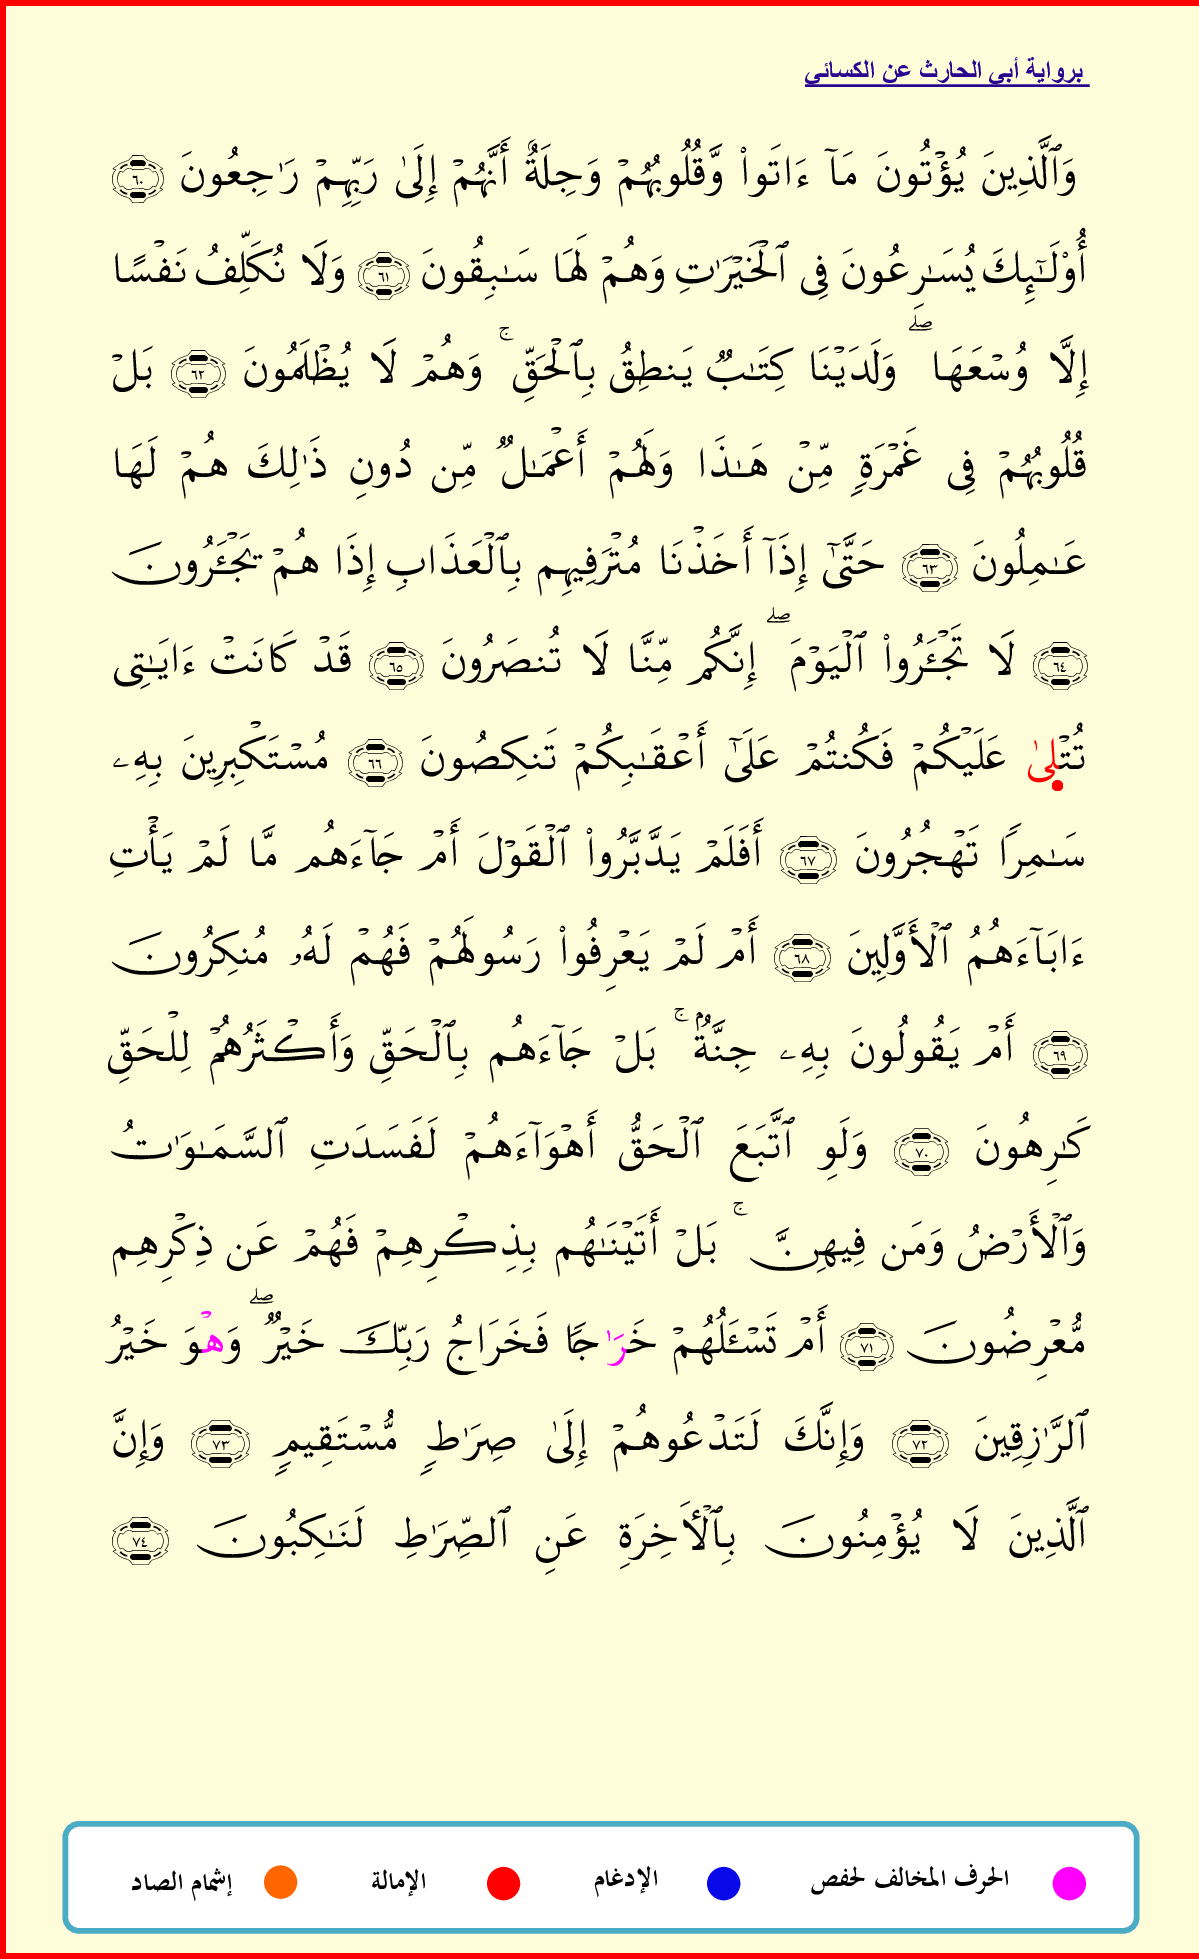 برواية أبي الحارث عن الكسائي
وَٱلَّذِينَ يُؤۡتُونَ مَآ ءَاتَواْ وَّقُلُوبُهُمۡ وَجِلَةٌ أَنَّهُمۡ إِلَىٰ رَبِّهِمۡ رَٰجِعُونَ ٦٠
أُوْلَـٰٓئِكَ يُسَـٰرِعُونَ فِى ٱلۡخَيۡرَٰتِ وَهُمۡ لَهَا سَـٰبِقُونَ ٦١ وَلَا نُكَلِّفُ نَفۡسًا
إِلَّا وُسۡعَهَا ۖ وَلَدَيۡنَا كِتَـٰبٌ يَنطِقُ بِٱلۡحَقِّ ۚ وَهُمۡ لَا يُظۡلَمُونَ ٦٢ بَلۡ
قُلُوبُهُمۡ فِى غَمۡرَةٍ مِّنۡ هَـٰذَا وَلَهُمۡ أَعۡمَـٰلٌ مِّن دُونِ ذَٰلِكَ هُمۡ لَهَا
عَـٰمِلُونَ ٦٣ حَتَّىٰٓ إِذَآ أَخَذۡنَا مُتۡرَفِيهِم بِٱلۡعَذَابِ إِذَا هُمۡ يَجۡـَٔرُونَ
٦٤ لَا تَجۡـَٔرُواْ ٱلۡيَوۡمَ ۖ إِنَّكُم مِّنَّا لَا تُنصَرُونَ ٦٥ قَدۡ كَانَتۡ ءَايَـٰتِى
تُتۡلِىٰ عَلَيۡكُمۡ فَكُنتُمۡ عَلَىٰٓ أَعۡقَـٰبِكُمۡ تَنكِصُونَ ٦٦ مُسۡتَكۡبِرِينَ بِهِۦ
سَـٰمِرًا تَهۡجُرُونَ ٦٧ أَفَلَمۡ يَدَّبَّرُواْ ٱلۡقَوۡلَ أَمۡ جَآءَهُم مَّا لَمۡ يَأۡتِ
ءَابَآءَهُمُ ٱلۡأَوَّلِينَ ٦٨ أَمۡ لَمۡ يَعۡرِفُواْ رَسُولَهُمۡ فَهُمۡ لَهُۥ مُنكِرُونَ
٦٩ أَمۡ يَقُولُونَ بِهِۦ جِنَّةُۢ ۚ بَلۡ جَآءَهُم بِٱلۡحَقِّ وَأَكۡثَرُهُمۡ لِلۡحَقِّ
كَـٰرِهُونَ ٧٠ وَلَوِ ٱتَّبَعَ ٱلۡحَقُّ أَهۡوَآءَهُمۡ لَفَسَدَتِ ٱلسَّمَـٰوَٰتُ
وَٱلۡأَرۡضُ وَمَن فِيهِنَّ ۚ بَلۡ أَتَيۡنَـٰهُم بِذِكۡرِهِمۡ فَهُمۡ عَن ذِكۡرِهِم
مُّعۡرِضُونَ ٧١ أَمۡ تَسۡـَٔلُهُمۡ خَرَٰجًا فَخَرَاجُ رَبِّكَ خَيۡرٌ ۖ وَهۡوَ خَيۡرُ
ٱلرَّٰزِقِينَ ٧٢ وَإِنَّكَ لَتَدۡعُوهُمۡ إِلَىٰ صِرَٰطٍ مُّسۡتَقِيمٍ ٧٣ وَإِنَّ
ٱلَّذِينَ لَا يُؤۡمِنُونَ بِٱلۡأَخِرَةِ عَنِ ٱلصِّرَٰطِ لَنَـٰكِبُونَ ٧٤
الحرف المخالف لحفص الإدغام الإمالة إشمام الصاد